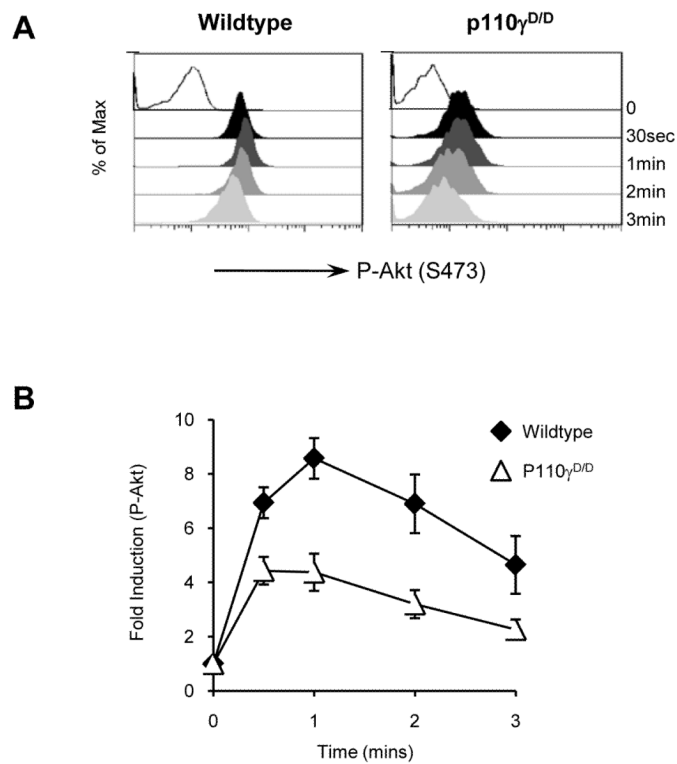 A
Wildtype
p110γD/D
% of Max
0
30sec
1min
2min
3min
P-Akt (S473)
B
Fold Induction (P-Akt)
10
8
6
4
2
0
0 1 2 3
Time (mins)
Wildtype
P110γD/D